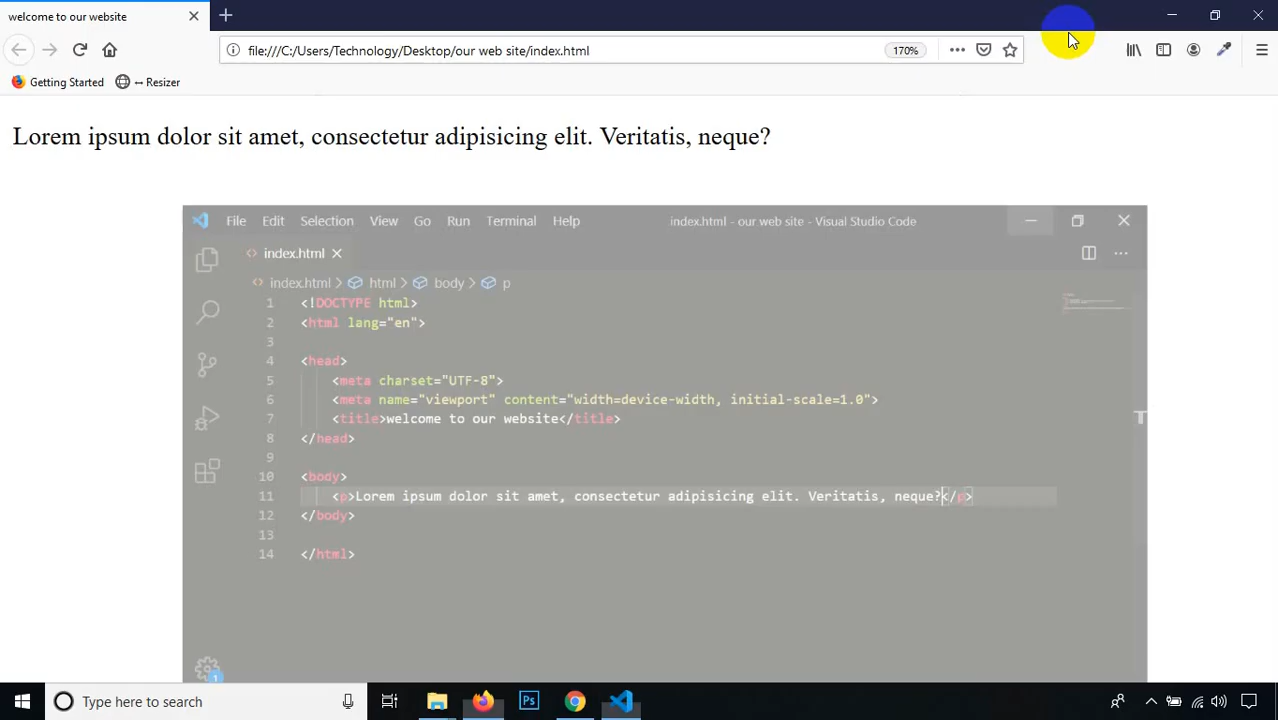 welcome to our website
file:///C:/Users/Technology/Desktop/our web site/index.html
170%
Getting Started
↔ Resizer
Lorem ipsum dolor sit amet, consectetur adipisicing elit. Veritatis, neque?
File Edit Selection View Go Run Terminal Help
index.html - our web site - Visual Studio Code
<> index.html
<> index.html > html > body > p
1 <!DOCTYPE html>
2 <html lang="en">
3
4 <head>
5 <meta charset="UTF-8">
6 <meta name="viewport" content="width=device-width, initial-scale=1.0">
7 <title>welcome to our website</title>
8 </head>
9
10 <body>
11 <p>Lorem ipsum dolor sit amet, consectetur adipisicing elit. Veritatis, neque?</p>
12 </body>
13
14 </html>
1
Type here to search
Ps